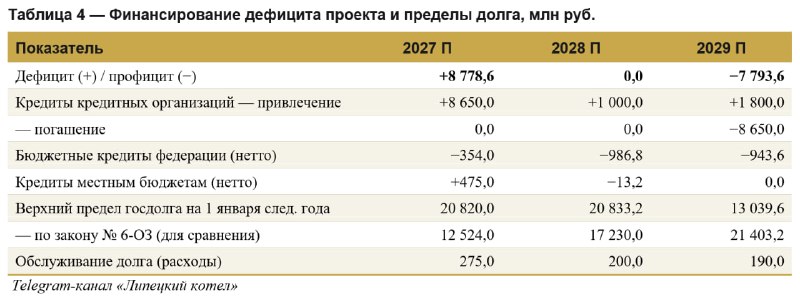 Таблица 4 — Финансирование дефицита проекта и пределы долга, млн руб.
Показатель 2027 П 2028 П 2029 П
Дефицит (+) / профицит (−) +8 778,6 0,0 −7 793,6
Кредиты кредитных организаций — привлечение +8 650,0 +1 000,0 +1 800,0
— погашение 0,0 0,0 −8 650,0
Бюджетные кредиты федерации (нетто) −354,0 −986,8 −943,6
Кредиты местным бюджетам (нетто) +475,0 −13,2 0,0
Верхний предел госдолга на 1 января след. года 20 820,0 20 833,2 13 039,6
— по закону № 6-ОЗ (для сравнения) 12 524,0 17 230,0 21 403,2
Обслуживание долга (расходы) 275,0 200,0 190,0
Telegram-канал «Липецкий котел»